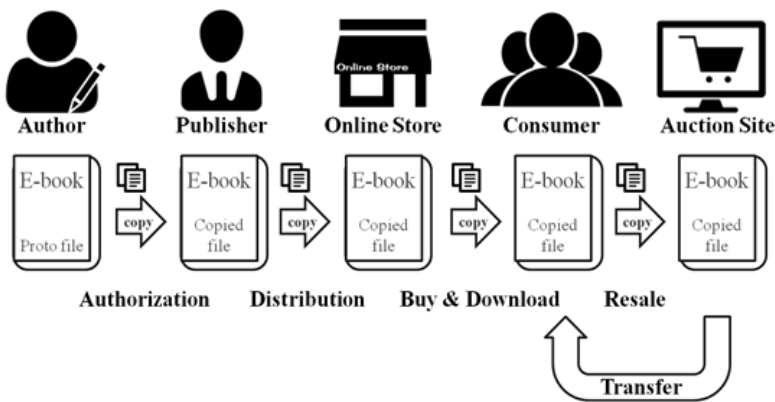 Online Store
Author Publisher Online Store Consumer Auction Site
E-book E-book E-book E-book E-book
copy copy copy copy
Proto file Copied file Copied file Copied file Copied file
Authorization Distribution Buy & Download Resale
Transfer